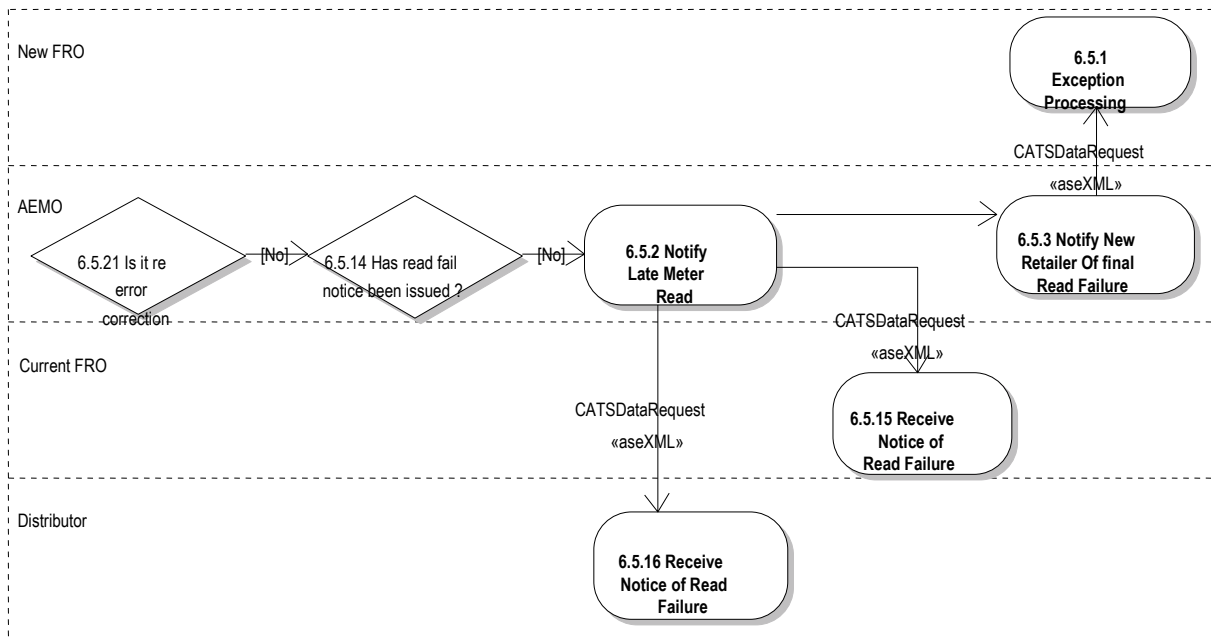 New FRO
6.5.1
Exception
Processing
CATSDataRequest
«aseXML»
AEMO
6.5.21 Is it re
error
correction
[No]
6.5.14 Has read fail
notice been issued ?
[No]
6.5.2 Notify
Late Meter
Read
6.5.3 Notify New
Retailer Of final
Read Failure
CATSDataRequest
«aseXML»
Current FRO
6.5.15 Receive
Notice of
Read Failure
CATSDataRequest
«aseXML»
Distributor
6.5.16 Receive
Notice of Read
Failure